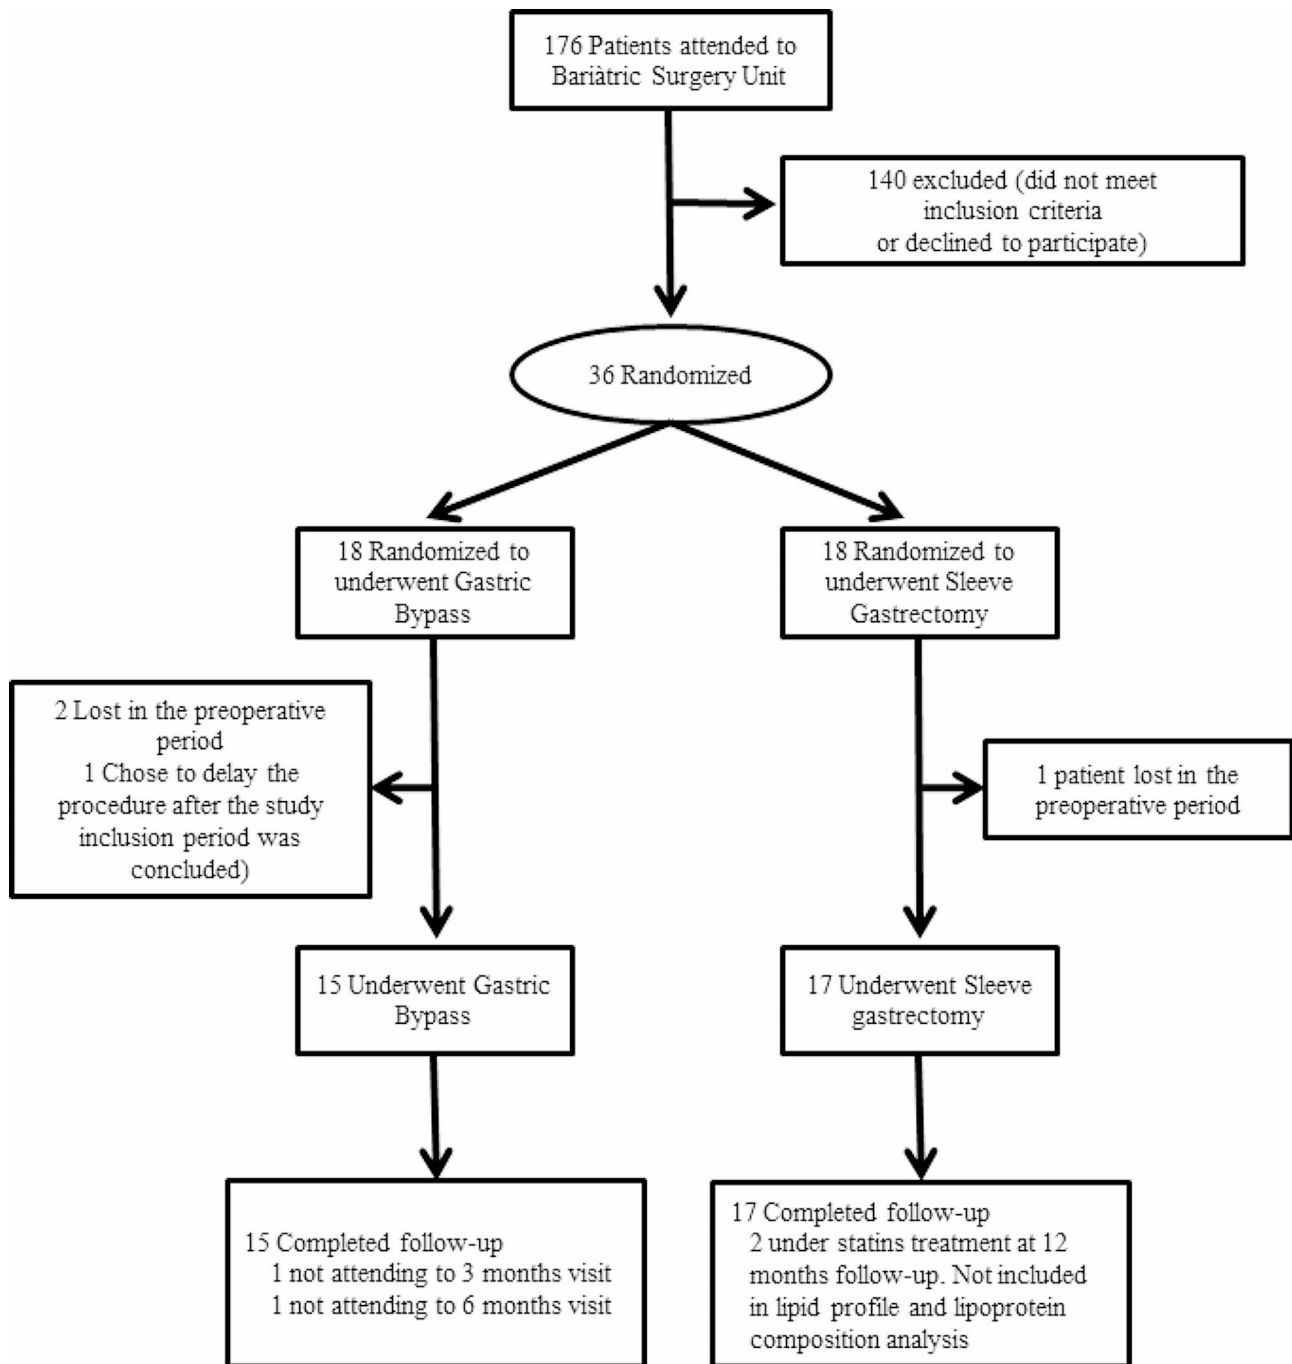 176 Patients attended to
Bariàtric Surgery Unit
140 excluded (did not meet
inclusion criteria
or declined to participate)
36 Randomized
18 Randomized to
underwent Gastric
Bypass
18 Randomized to
underwent Sleeve
Gastrectomy
2 Lost in the preoperative
period
1 Chose to delay the
procedure after the study
inclusion period was
concluded)
1 patient lost in the
preoperative period
15 Underwent Gastric
Bypass
17 Underwent Sleeve
gastrectomy
15 Completed follow-up
1 not attending to 3 months visit
1 not attending to 6 months visit
17 Completed follow-up
2 under statins treatment at 12
months follow-up. Not included
in lipid profile and lipoprotein
composition analysis